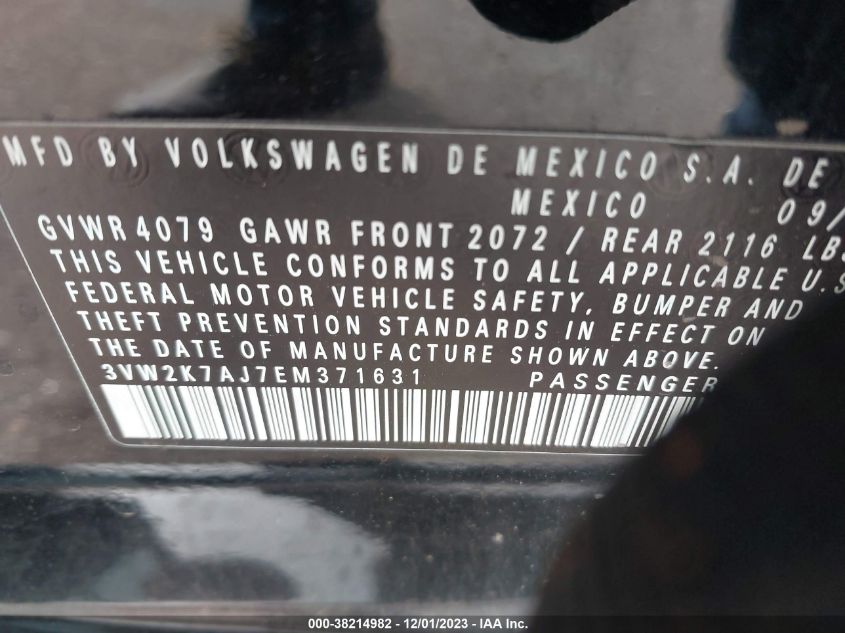 MFD BY VOLKSWAGEN DE MEXICO S.A. DE
MEXICO 09/
GVWR 4079 GAWR FRONT 2072 / REAR 2116 LBS
THIS VEHICLE CONFORMS TO ALL APPLICABLE U.S
FEDERAL MOTOR VEHICLE SAFETY, BUMPER AND
THEFT PREVENTION STANDARDS IN EFFECT ON
THE DATE OF MANUFACTURE SHOWN ABOVE.
3VW2K7AJ7EM371631 PASSENGER
000-38214982 - 12/01/2023 - IAA Inc.